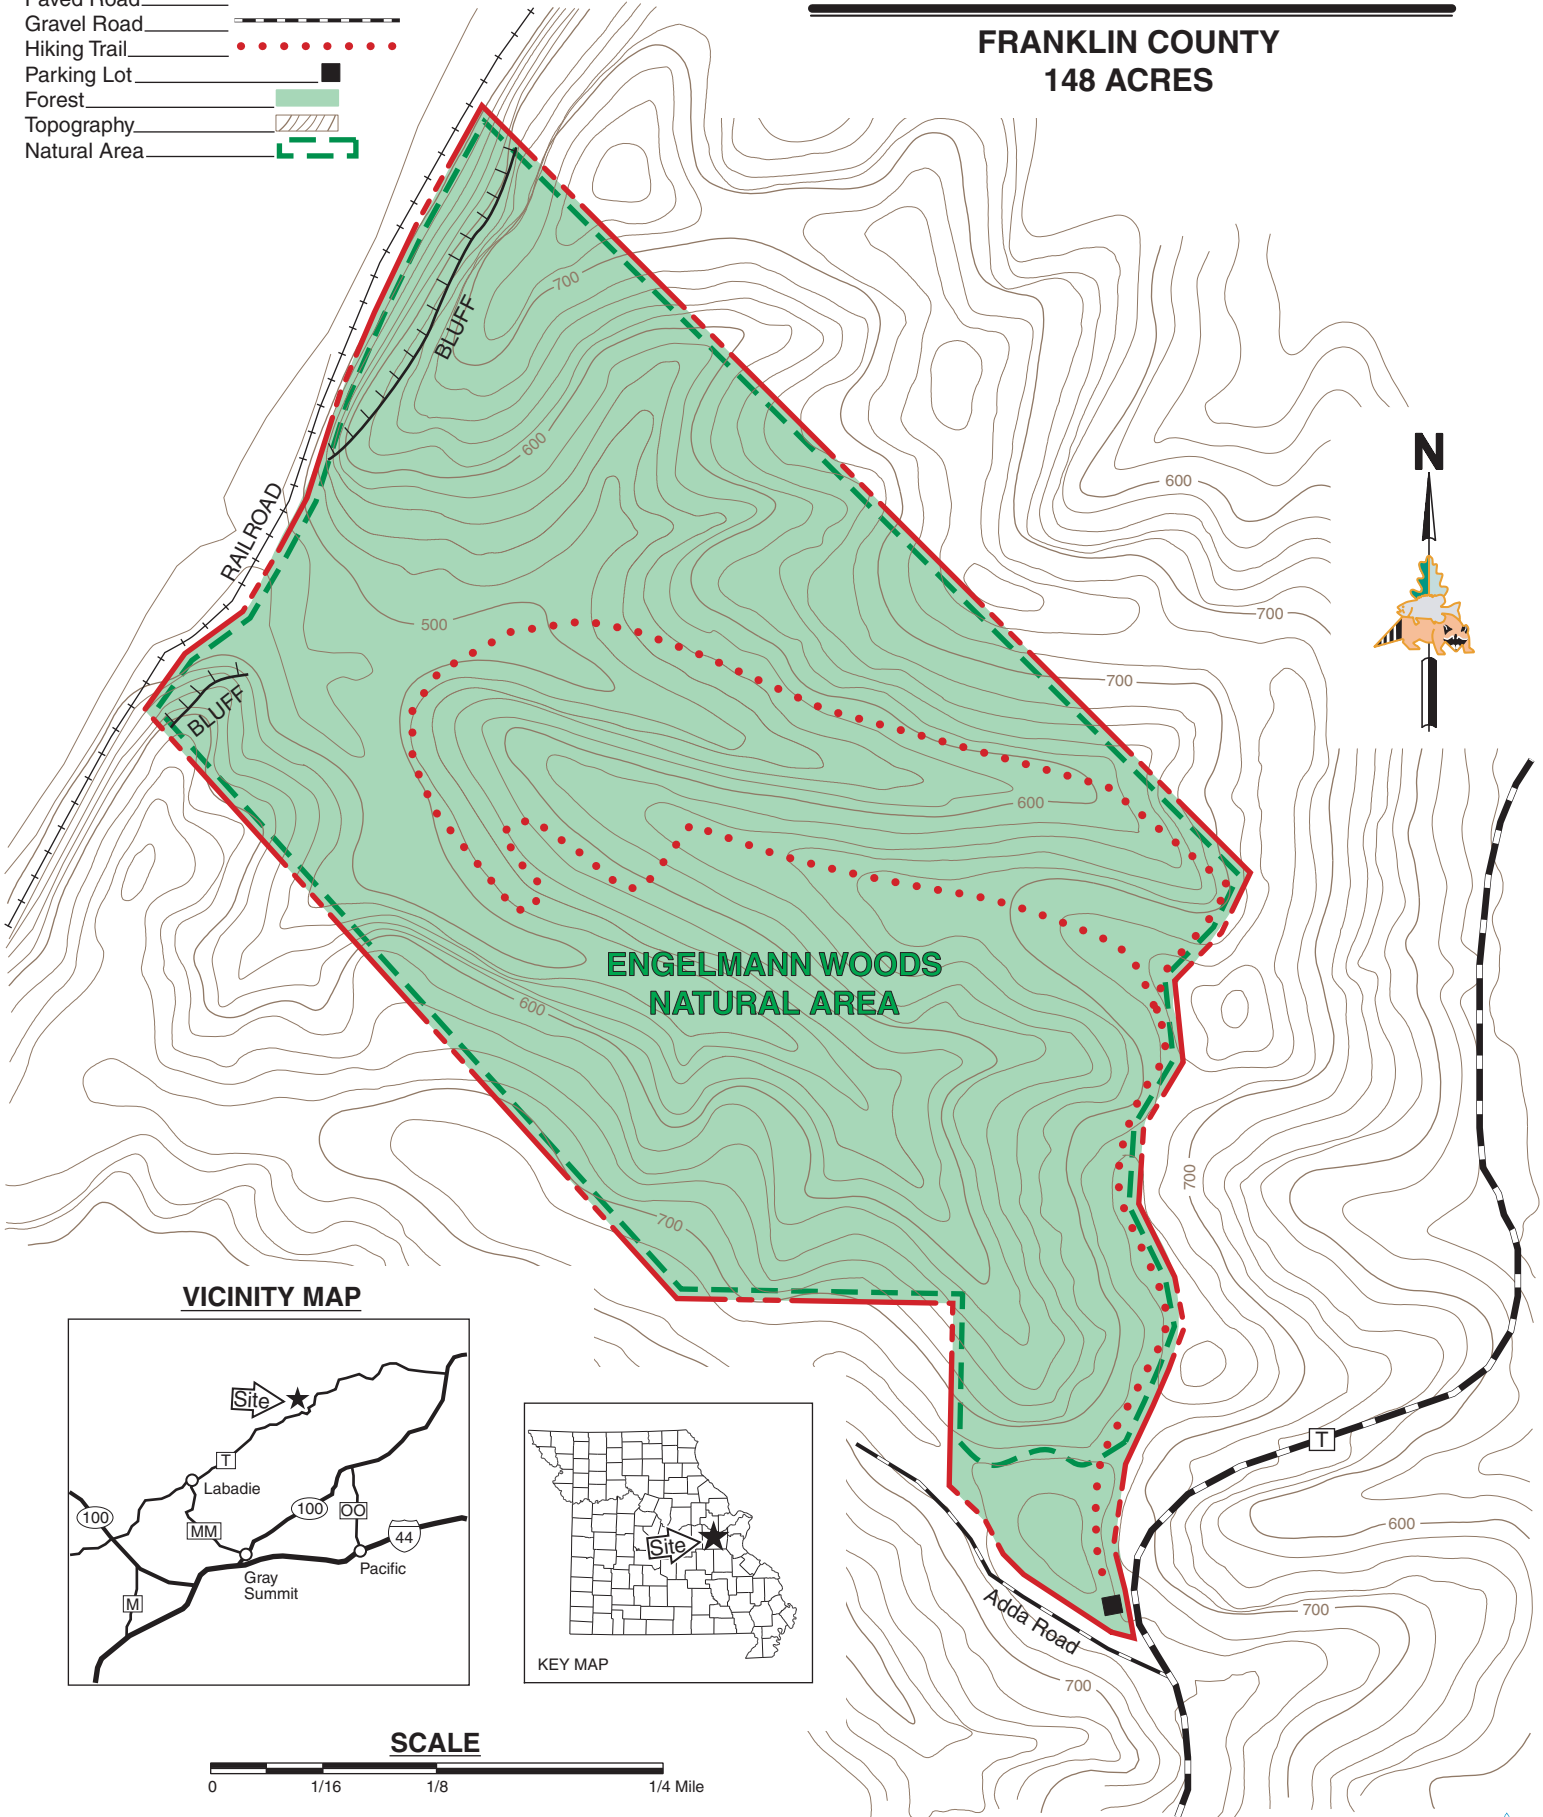 Paved Road
Gravel Road
Hiking Trail
Parking Lot
Forest
Topography
Natural Area
FRANKLIN COUNTY
148 ACRES
N
RAILROAD
BLUFF
BLUFF
700
600
500
600
700
700
600
600
700
700
600
700
700
ENGELMANN WOODS
NATURAL AREA
T
Adda Road
VICINITY MAP
Site
T
Labadie
100
100
OO
MM
44
Gray
Summit
Pacific
M
Site
KEY MAP
SCALE
0 1/16 1/8 1/4 Mile